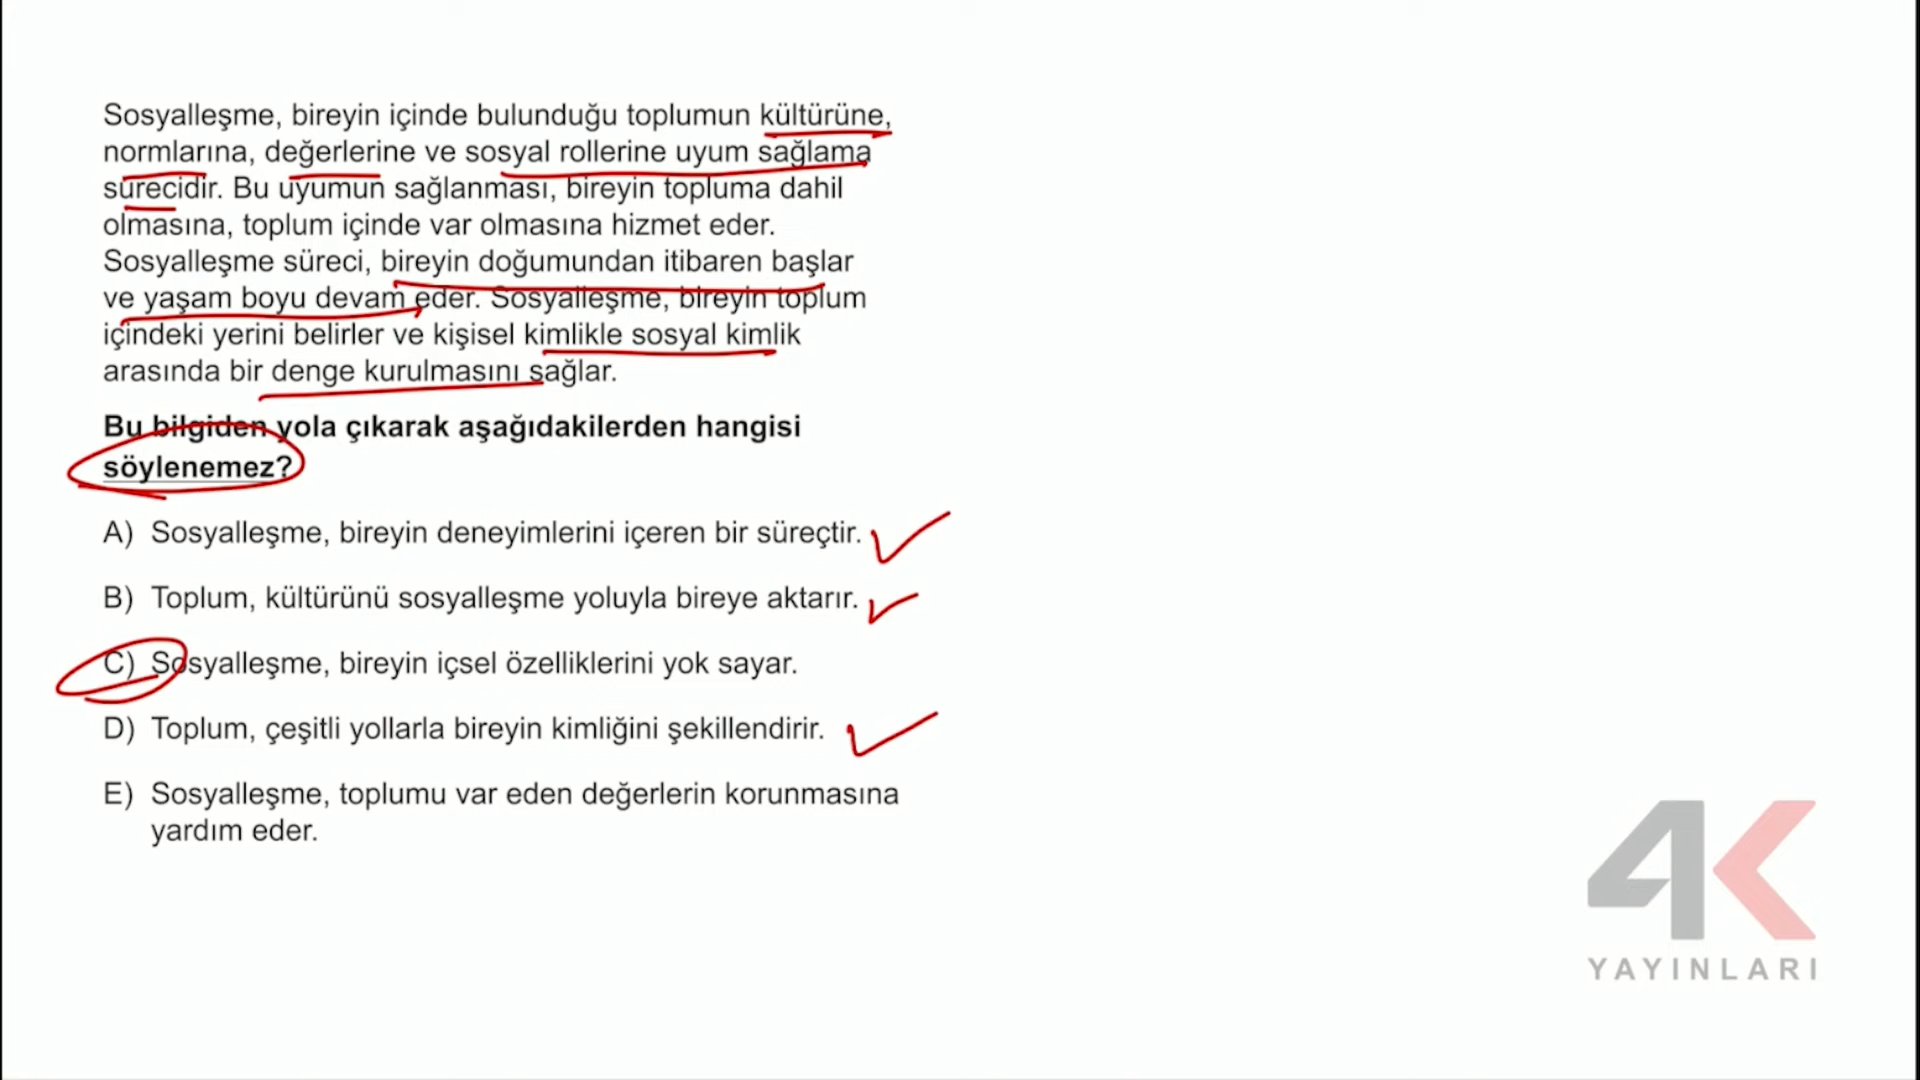 Sosyalleşme, bireyin içinde bulunduğu toplumun kültürüne,
normlarına, değerlerine ve sosyal rollerine uyum sağlama
sürecidir. Bu uyumun sağlanması, bireyin topluma dahil
olmasına, toplum içinde var olmasına hizmet eder.
Sosyalleşme süreci, bireyin doğumundan itibaren başlar
ve yaşam boyu devam eder. Sosyalleşme, bireyin toplum
içindeki yerini belirler ve kişisel kimlikle sosyal kimlik
arasında bir denge kurulmasını sağlar.
Bu bilgiden yola çıkarak aşağıdakilerden hangisi
söylenemez?
A) Sosyalleşme, bireyin deneyimlerini içeren bir süreçtir.
B) Toplum, kültürünü sosyalleşme yoluyla bireye aktarır.
C) Sosyalleşme, bireyin içsel özelliklerini yok sayar.
D) Toplum, çeşitli yollarla bireyin kimliğini şekillendirir.
E) Sosyalleşme, toplumu var eden değerlerin korunmasına
yardım eder.
4K
YAYINLARI